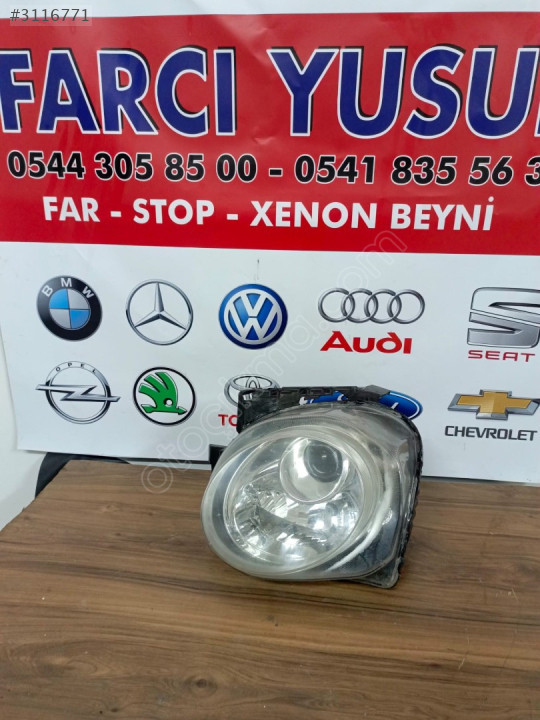 #3116771
FARCI YUSU
0544 305 85 00 - 0541 835 56 3
FAR - STOP - XENON BEYNİ
BMW
Audi
SEAT
OPEL
CHEVROLET